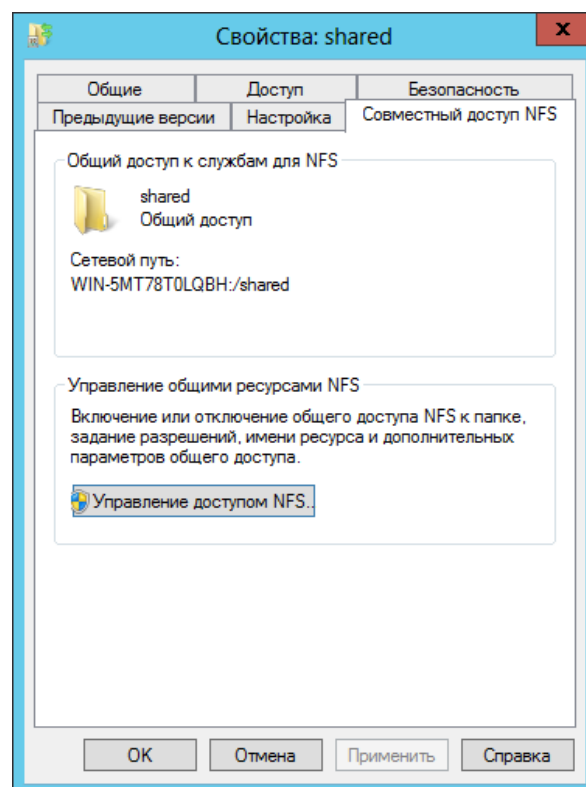 Свойства: shared
x
Общие Доступ Безопасность
Предыдущие версии Настройка Совместный доступ NFS
Общий доступ к службам для NFS
shared
Общий доступ
Сетевой путь:
WIN-5MT78T0LQBH:/shared
Управление общими ресурсами NFS
Включение или отключение общего доступа NFS к папке,
задание разрешений, имени ресурса и дополнительных
параметров общего доступа.
Управление доступом NFS..
OK Отмена Применить Справка